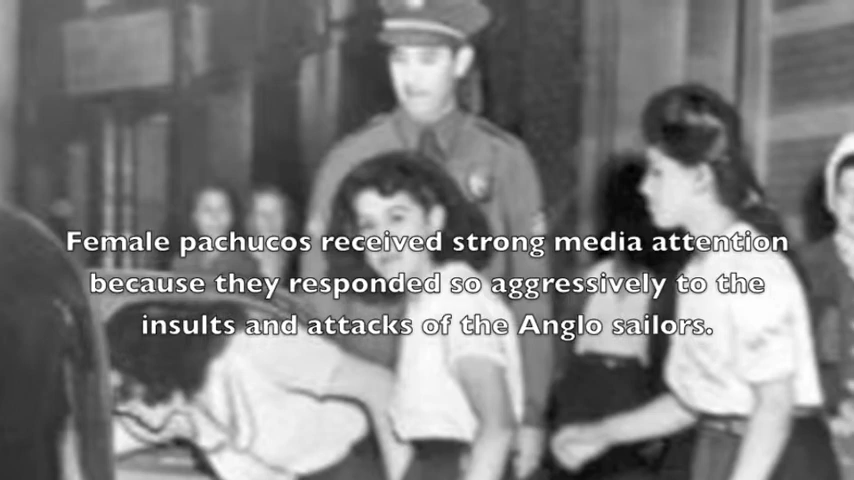 Female pachucos received strong media attention
because they responded so aggressively to the
insults and attacks of the Anglo sailors.